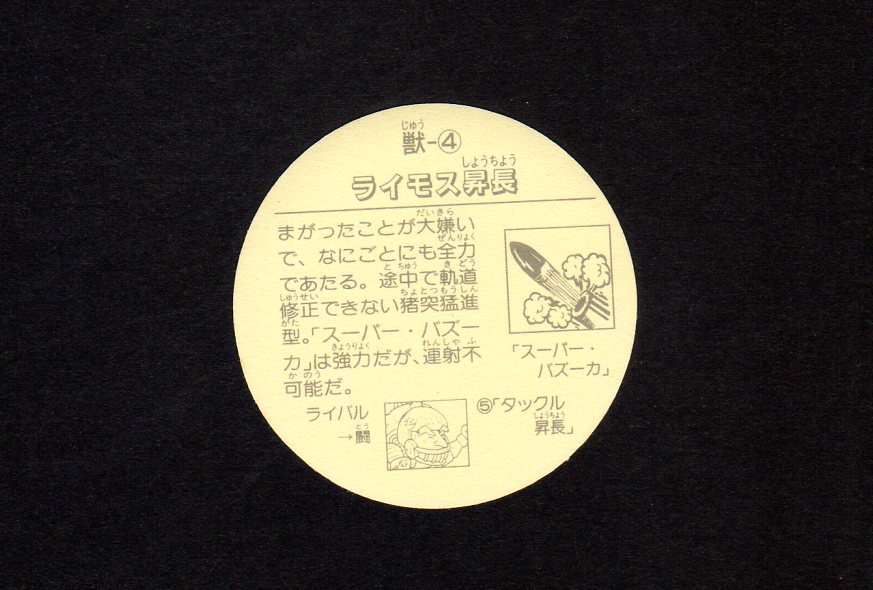 獣-④
ライモス昇長
まがったことが大嫌い
で、なにごとにも全力
であたる。途中で軌道
修正できない猪突猛進
型。「スーパー・バズー
カ」は強力だが、連射不
可能だ。
「スーパー・
バズーカ」
ライバル
→闘
⑤「タックル
昇長」